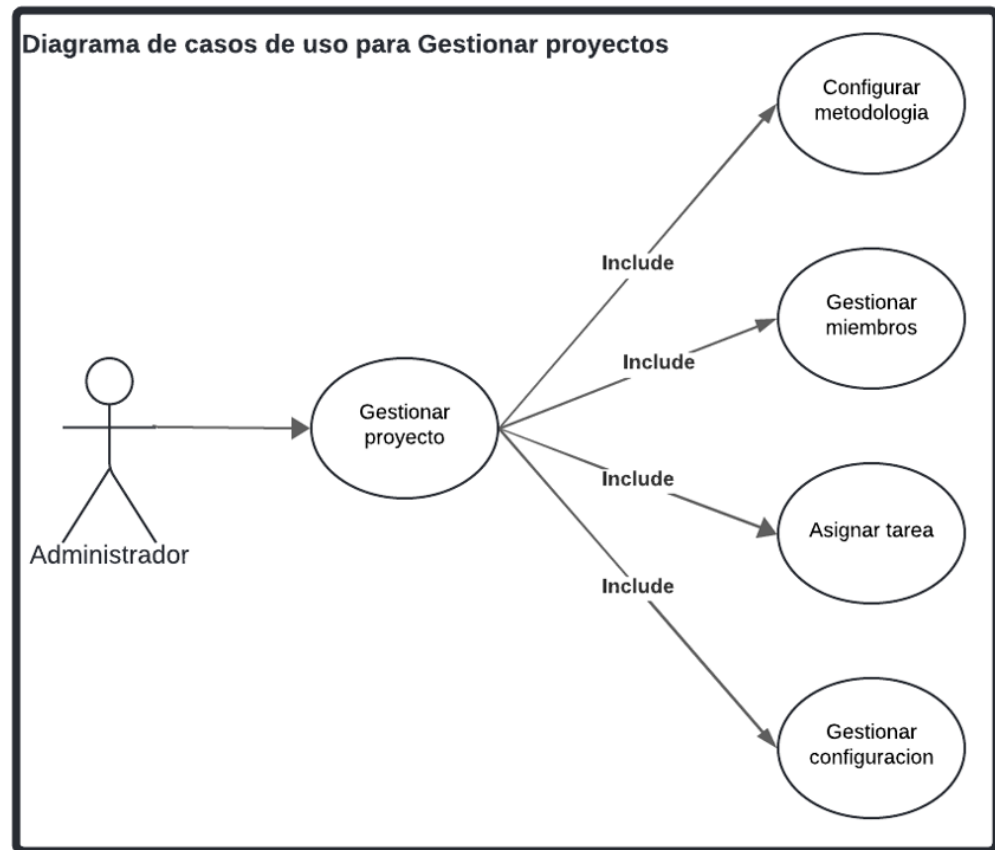 Diagrama de casos de uso para Gestionar proyectos
Configurar
metodologia
Include
Gestionar
miembros
Include
Gestionar
proyecto
Include
Asignar tarea
Administrador
Include
Gestionar
configuracion